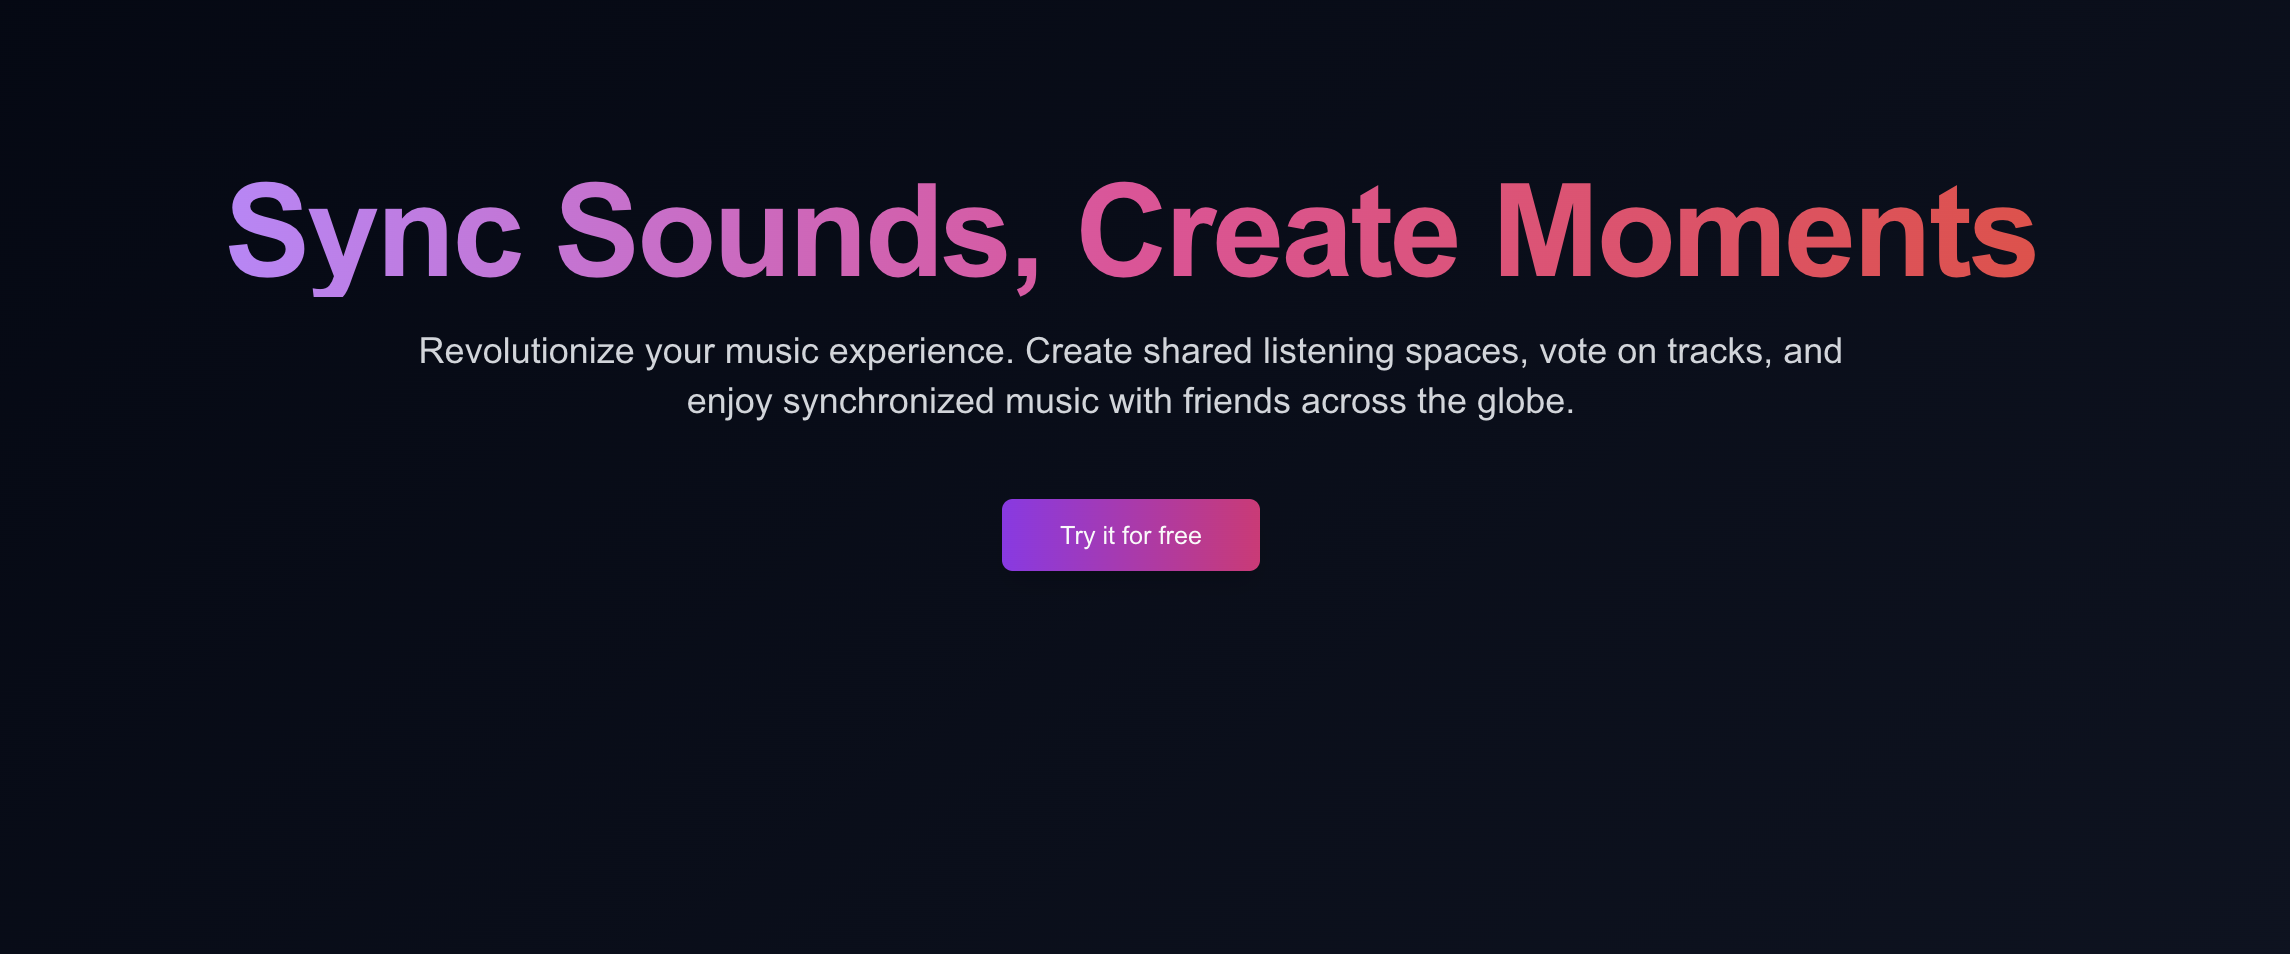 Sync Sounds, Create Moments
Revolutionize your music experience. Create shared listening spaces, vote on tracks, and
enjoy synchronized music with friends across the globe.
Try it for free